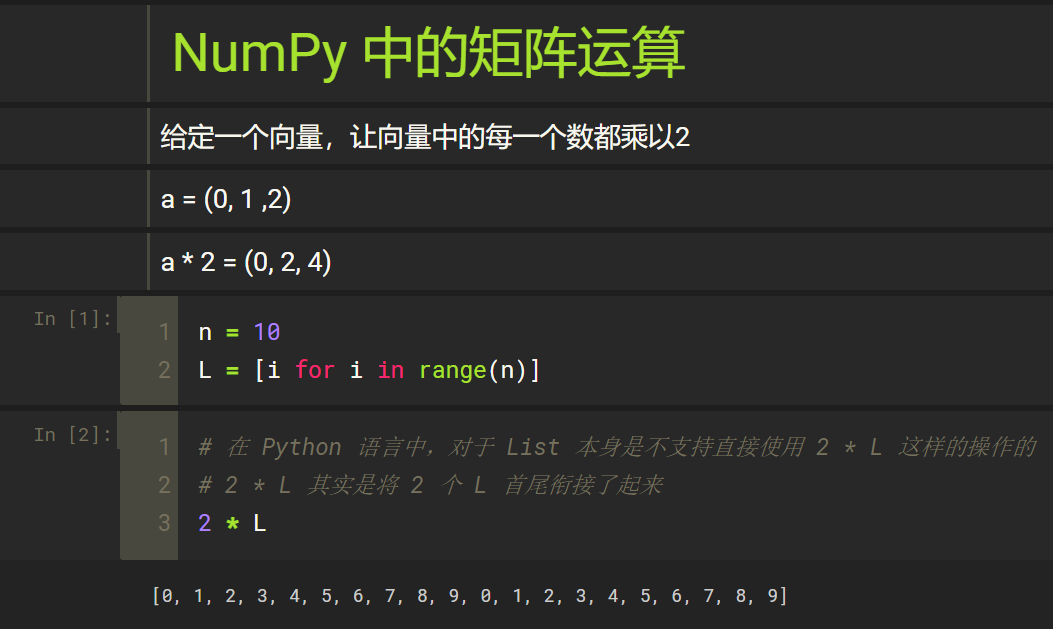 NumPy 中的矩阵运算
给定一个向量，让向量中的每一个数都乘以2
a = (0, 1 ,2)
a * 2 = (0, 2, 4)
In [1]:
1 n = 10
2 L = [i for i in range(n)]
In [2]:
1 # 在 Python 语言中，对于 List 本身是不支持直接使用 2 * L 这样的操作的
2 # 2 * L 其实是将 2 个 L 首尾衔接了起来
3 2 * L
[0, 1, 2, 3, 4, 5, 6, 7, 8, 9, 0, 1, 2, 3, 4, 5, 6, 7, 8, 9]